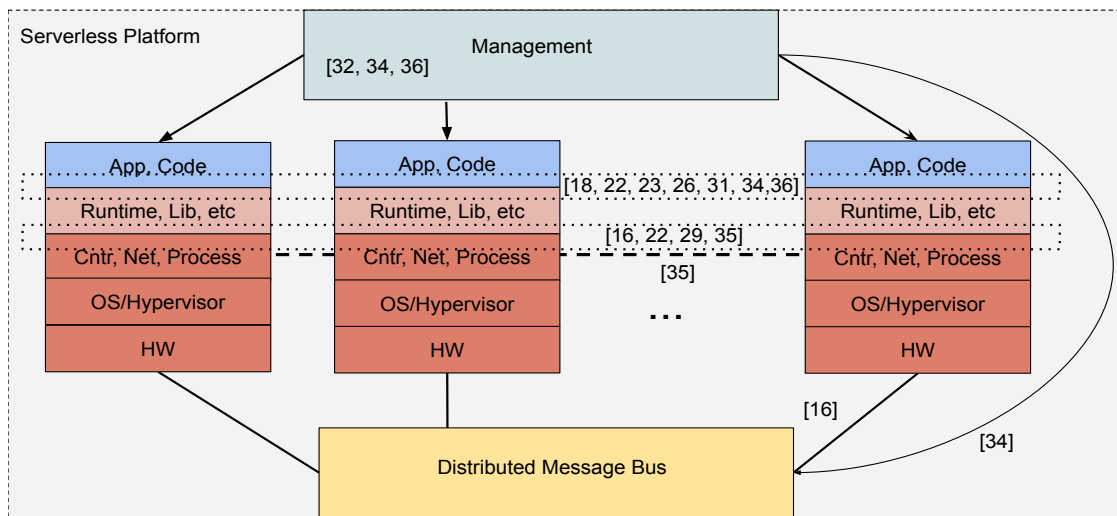 Serverless Platform
Management
[32, 34, 36]
App, Code
App, Code
App, Code
[18, 22, 23, 26, 31, 34,36]
Runtime, Lib, etc
Runtime, Lib, etc
Runtime, Lib, etc
[16, 22, 29, 35]
Cntr, Net, Process
Cntr, Net, Process
Cntr, Net, Process
[35]
OS/Hypervisor
OS/Hypervisor
...
OS/Hypervisor
HW
HW
HW
[16]
[34]
Distributed Message Bus